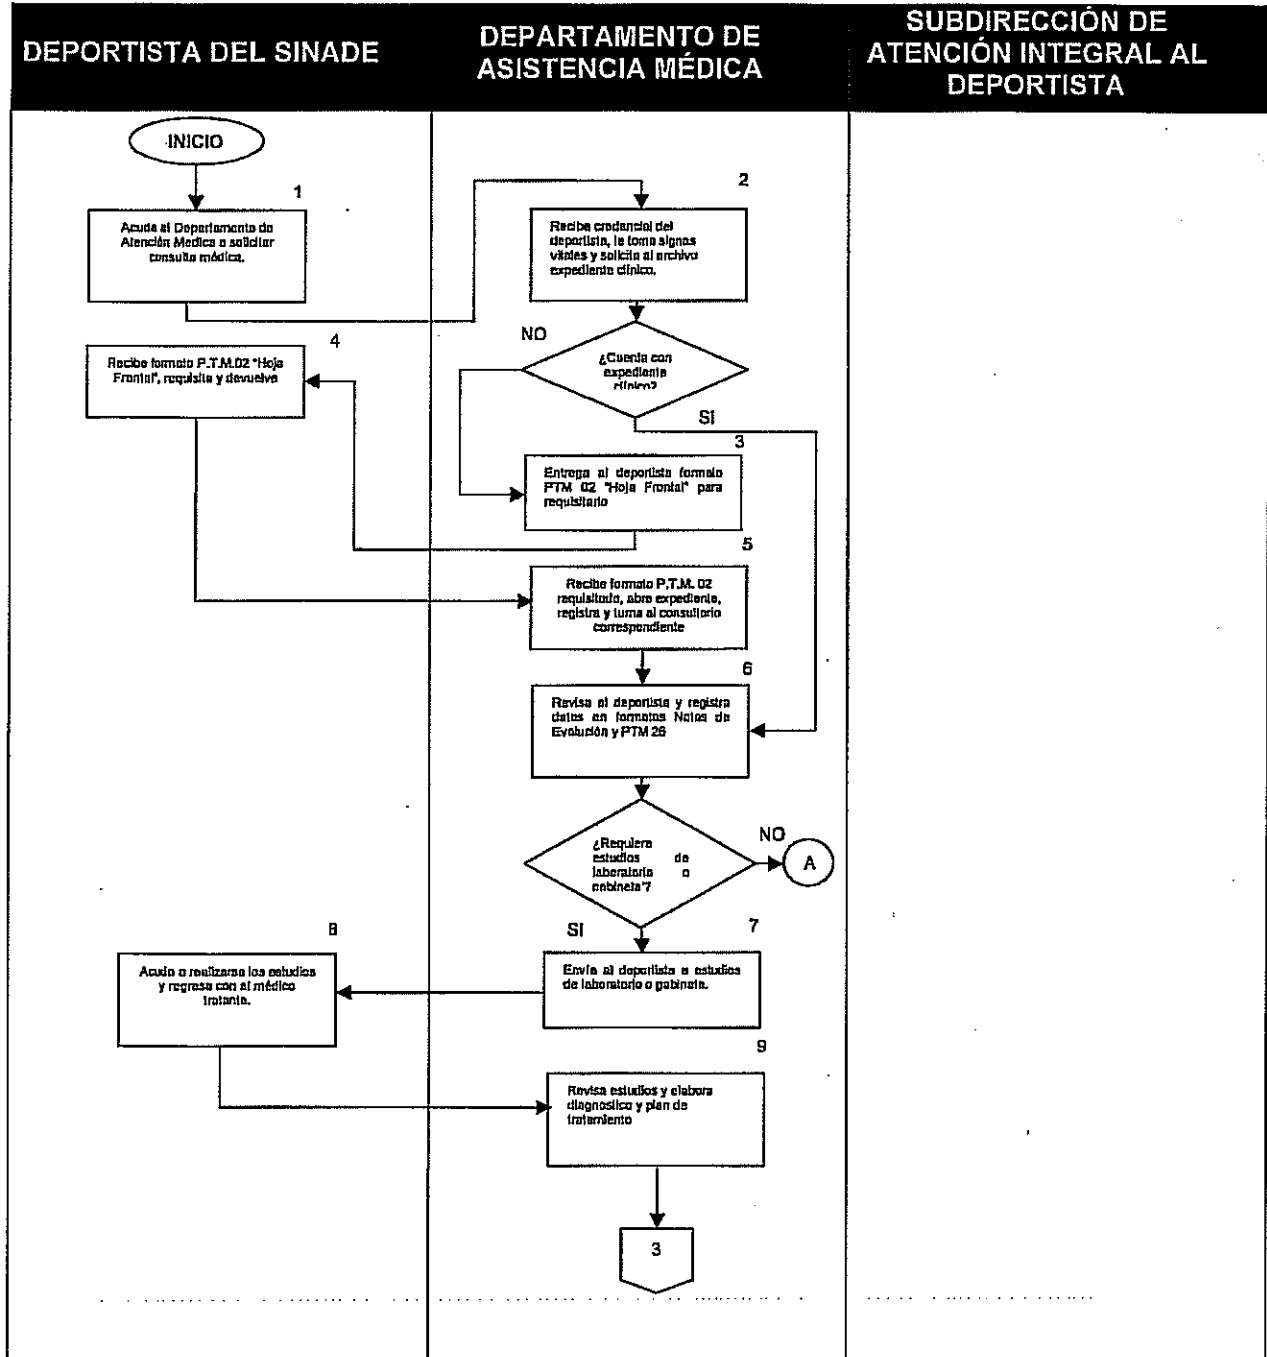 DEPORTISTA DEL SINADE
DEPARTAMENTO DE
ASISTENCIA MÉDICA
SUBDIRECCIÓN DE
ATENCIÓN INTEGRAL AL
DEPORTISTA
INICIO
1
Acude al Departamento de
Atención Medica a solicitar
consulta médica.
2
Recibe credencial del
deportista, le toma signos
vitales y solicita al archivo
expediente clínico.
NO
¿Cuenta con
expediente
clínico?
SI
3
Entrega al deportista formato
PTM 02 "Hoja Frontal" para
requisitarlo
4
Recibe formato P.T.M.02 "Hoja
Frontal", requisita y devuelve
5
Recibe formato P.T.M. 02
requisitado, abre expediente,
registra y turna al consultorio
correspondiente
6
Revisa al deportista y registra
datos en formatos Notas de
Evolución y PTM 26
¿Requiere
estudios de
laboratorio o
gabinete?
NO
A
SI
7
Envía al deportista a estudios
de laboratorio o gabinete.
8
Acude a realizarse los estudios
y regresa con el médico
tratante.
9
Revisa estudios y elabora
diagnostico y plan de
tratamiento
3